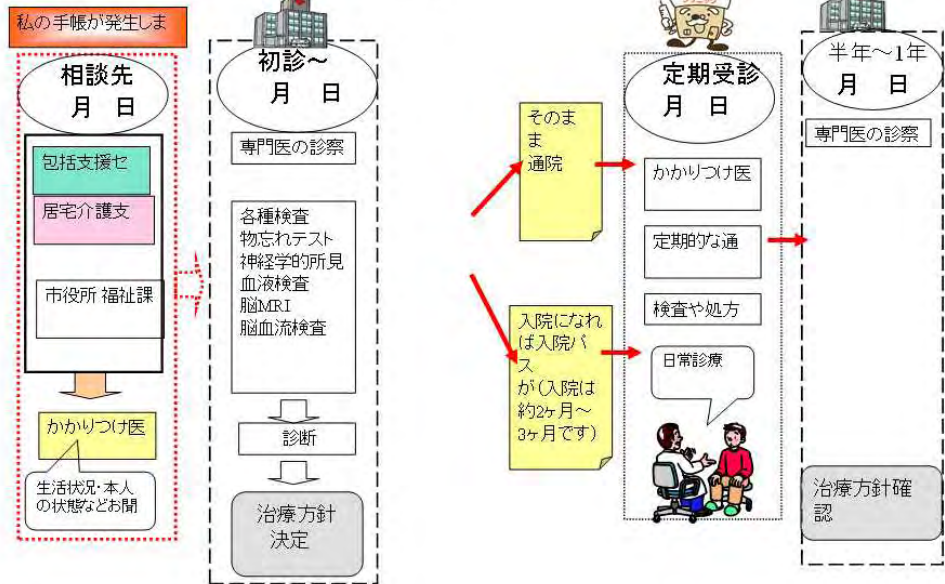 私の手帳が発生しま
相談先
月 日
包括支援セ
居宅介護支
市役所 福祉課
かかりつけ医
生活状況・本人
の状態などお聞
初診～
月 日
専門医の診察
各種検査
物忘れテスト
神経学的所見
血液検査
脳MRI
脳血流検査
診断
治療方針
決定
そのま
ま
通院
入院になれ
ば入院パ
ス
が(入院は
約2ヶ月～
3ヶ月です)
定期受診
月 日
かかりつけ医
定期的な通
検査や処方
日常診療
半年～1年
月 日
専門医の診察
治療方針確
認